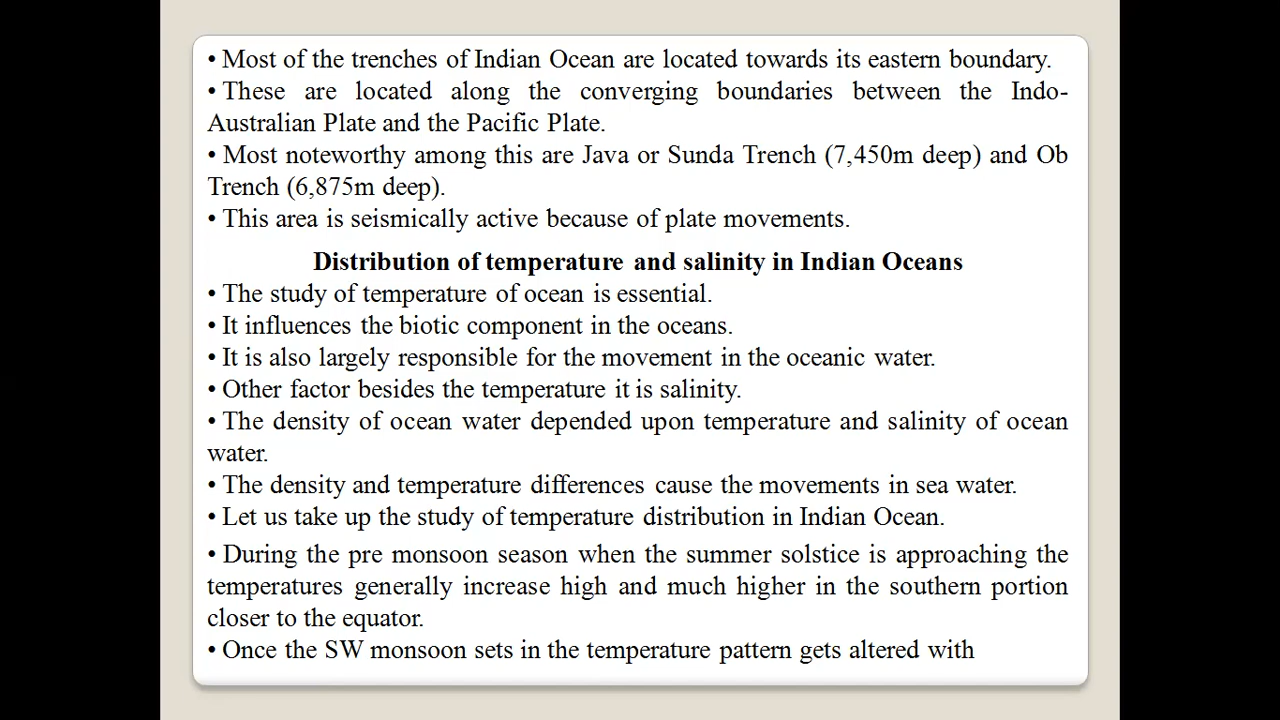 • Most of the trenches of Indian Ocean are located towards its eastern boundary.
• These are located along the converging boundaries between the Indo-
Australian Plate and the Pacific Plate.
• Most noteworthy among this are Java or Sunda Trench (7,450m deep) and Ob
Trench (6,875m deep).
• This area is seismically active because of plate movements.
Distribution of temperature and salinity in Indian Oceans
• The study of temperature of ocean is essential.
• It influences the biotic component in the oceans.
• It is also largely responsible for the movement in the oceanic water.
• Other factor besides the temperature it is salinity.
• The density of ocean water depended upon temperature and salinity of ocean
water.
• The density and temperature differences cause the movements in sea water.
• Let us take up the study of temperature distribution in Indian Ocean.
• During the pre monsoon season when the summer solstice is approaching the
temperatures generally increase high and much higher in the southern portion
closer to the equator.
• Once the SW monsoon sets in the temperature pattern gets altered with